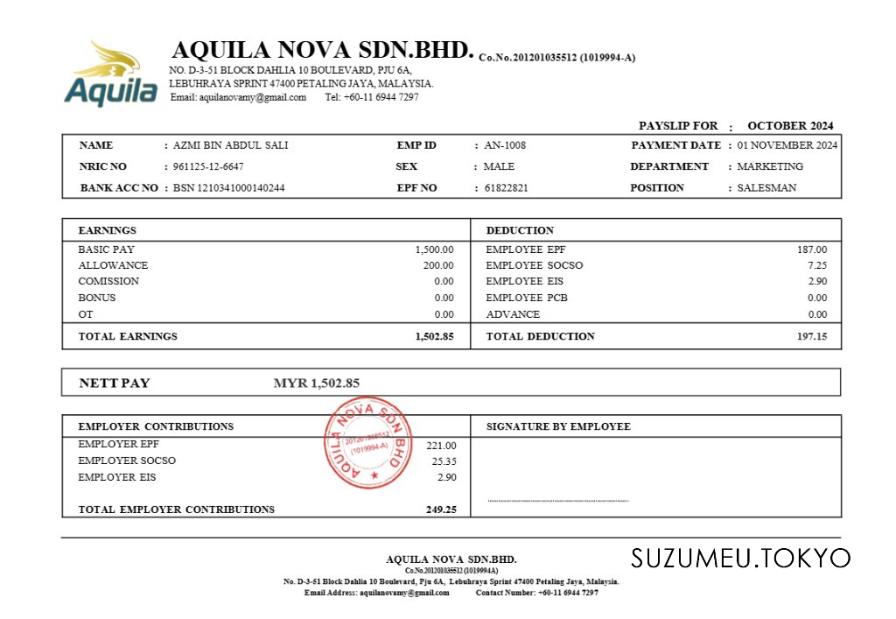 Aquila
AQUILA NOVA SDN.BHD. Co.No.201201035512 (1019994-A)
NO. D-3-51 BLOCK DAHLIA 10 BOULEVARD, PJU 6A,
LEBUHRAYA SPRINT 47400 PETALING JAYA, MALAYSIA.
Email: aquilanovamy@gmail.com Tel: +60-11 6944 7297
PAYSLIP FOR : OCTOBER 2024
NAME : AZMI BIN ABDUL SALI EMP ID : AN-1008 PAYMENT DATE : 01 NOVEMBER 2024
NRIC NO : 961125-12-6647 SEX : MALE DEPARTMENT : MARKETING
BANK ACC NO : BSN 1210341000140244 EPF NO : 61822821 POSITION : SALESMAN
EARNINGS DEDUCTION
BASIC PAY 1,500.00 EMPLOYEE EPF 187.00
ALLOWANCE 200.00 EMPLOYEE SOCSO 7.25
COMISSION 0.00 EMPLOYEE EIS 2.90
BONUS 0.00 EMPLOYEE PCB 0.00
OT 0.00 ADVANCE 0.00
TOTAL EARNINGS 1,502.85 TOTAL DEDUCTION 197.15
NETT PAY MYR 1,502.85
EMPLOYER CONTRIBUTIONS SIGNATURE BY EMPLOYEE
EMPLOYER EPF 221.00
EMPLOYER SOCSO 25.35
EMPLOYER EIS 2.90
TOTAL EMPLOYER CONTRIBUTIONS 249.25
AQUILA NOVA SDN BHD
(1019994-A)
AQUILA NOVA SDN.BHD.
Co.No.201201035512 (1019994A)
No. D-3-51 Block Dahlia 10 Boulevard, Pju 6A, Lebuhraya Sprint 47400 Petaling Jaya, Malaysia.
Email Address: aquilanovamy@gmail.com Contact Number: +60-11 6944 7297
SUZUMEU.TOKYO